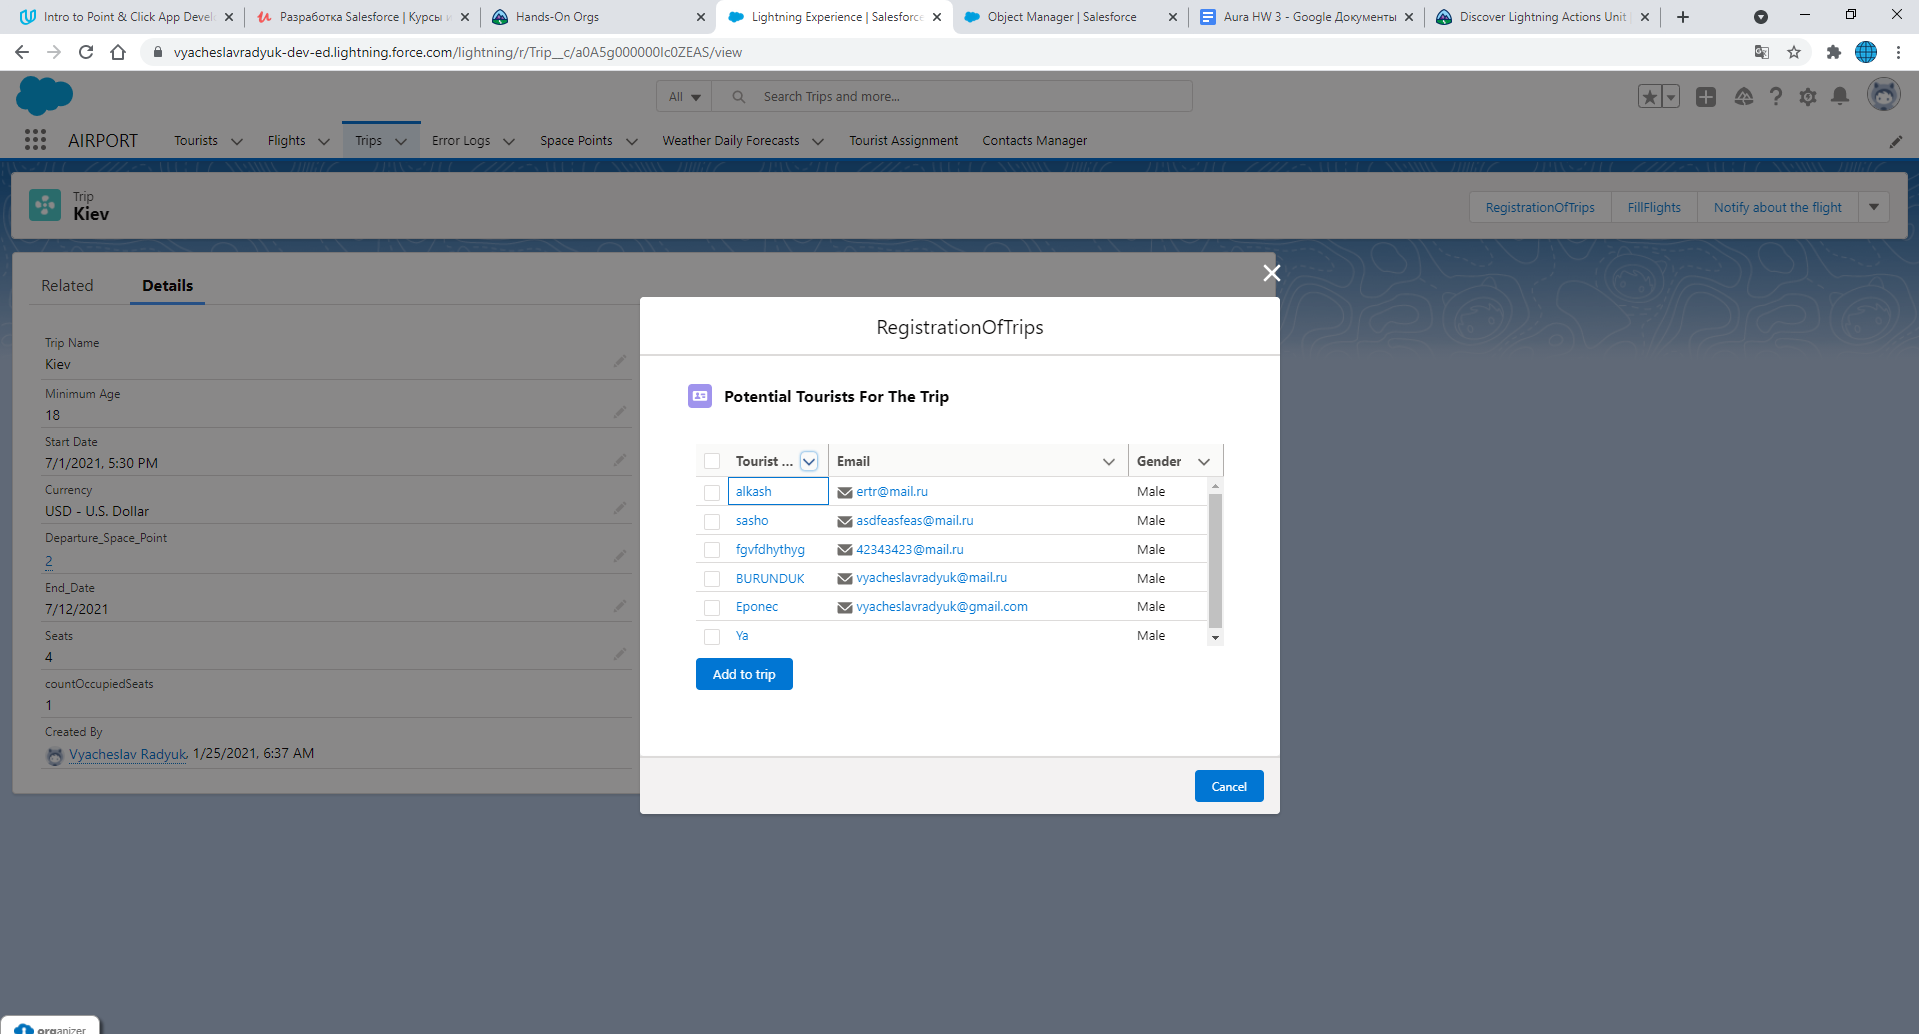 Intro to Point & Click App Devel
Разработка Salesforce | Курсы и
Hands-On Orgs
Lightning Experience | Salesforce
Object Manager | Salesforce
Aura HW 3 - Google Документы
Discover Lightning Actions Unit |
vyacheslavradyuk-dev-ed.lightning.force.com/lightning/r/Trip__c/a0A5g000000Ic0ZEAS/view
All
Search Trips and more...
AIRPORT
Tourists
Flights
Trips
Error Logs
Space Points
Weather Daily Forecasts
Tourist Assignment
Contacts Manager
Trip
Kiev
RegistrationOfTrips
FillFlights
Notify about the flight
Related
Details
Trip Name
Kiev
Minimum Age
18
Start Date
7/1/2021, 5:30 PM
Currency
USD - U.S. Dollar
Departure_Space_Point
2
End_Date
7/12/2021
Seats
4
countOccupiedSeats
1
Created By
Vyacheslav Radyuk, 1/25/2021, 6:37 AM
RegistrationOfTrips
Potential Tourists For The Trip
Tourist ... Email Gender
alkash ertr@mail.ru Male
sasho asdfeasfeas@mail.ru Male
fgvfdhythyg 42343423@mail.ru Male
BURUNDUK vyacheslavradyuk@mail.ru Male
Eponec vyacheslavradyuk@gmail.com Male
Ya Male
Add to trip
Cancel
organizer